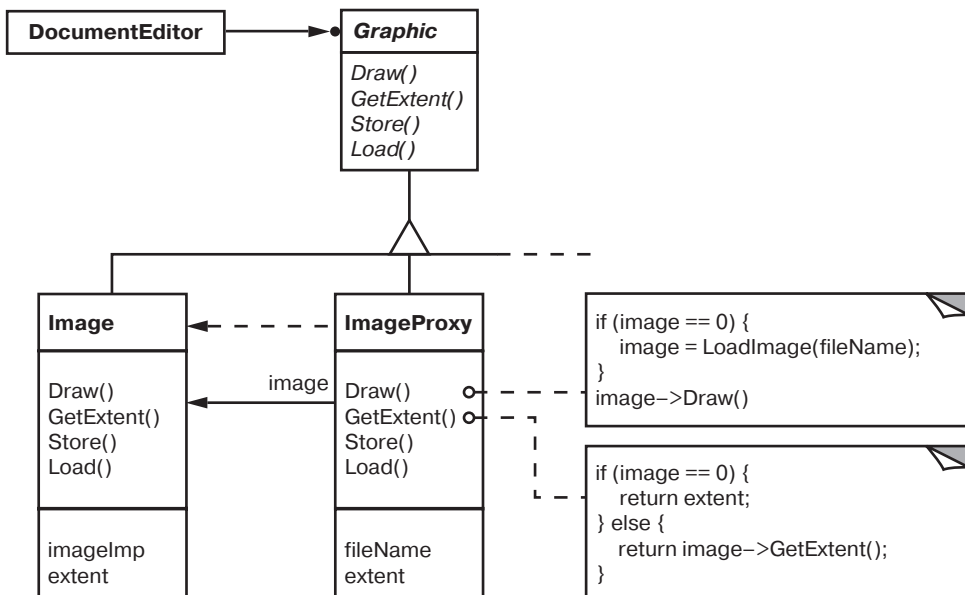 DocumentEditor
Graphic
Draw()
GetExtent()
Store()
Load()
Image
Draw()
GetExtent()
Store()
Load()
imageImp
extent
image
ImageProxy
Draw()
GetExtent()
Store()
Load()
fileName
extent
if (image == 0) {
image = LoadImage(fileName);
}
image–>Draw()
if (image == 0) {
return extent;
} else {
return image–>GetExtent();
}